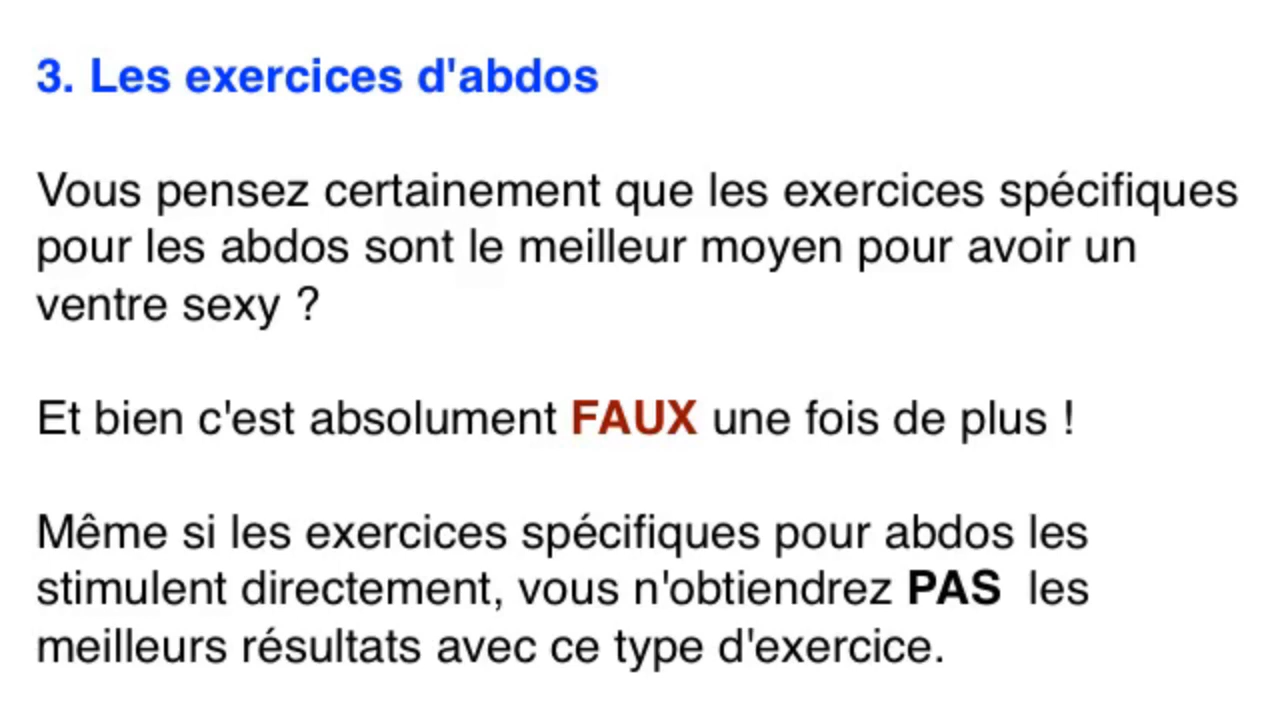 3. Les exercices d'abdos
Vous pensez certainement que les exercices spécifiques
pour les abdos sont le meilleur moyen pour avoir un
ventre sexy ?
Et bien c'est absolument FAUX une fois de plus !
Même si les exercices spécifiques pour abdos les
stimulent directement, vous n'obtiendrez PAS  les
meilleurs résultats avec ce type d'exercice.